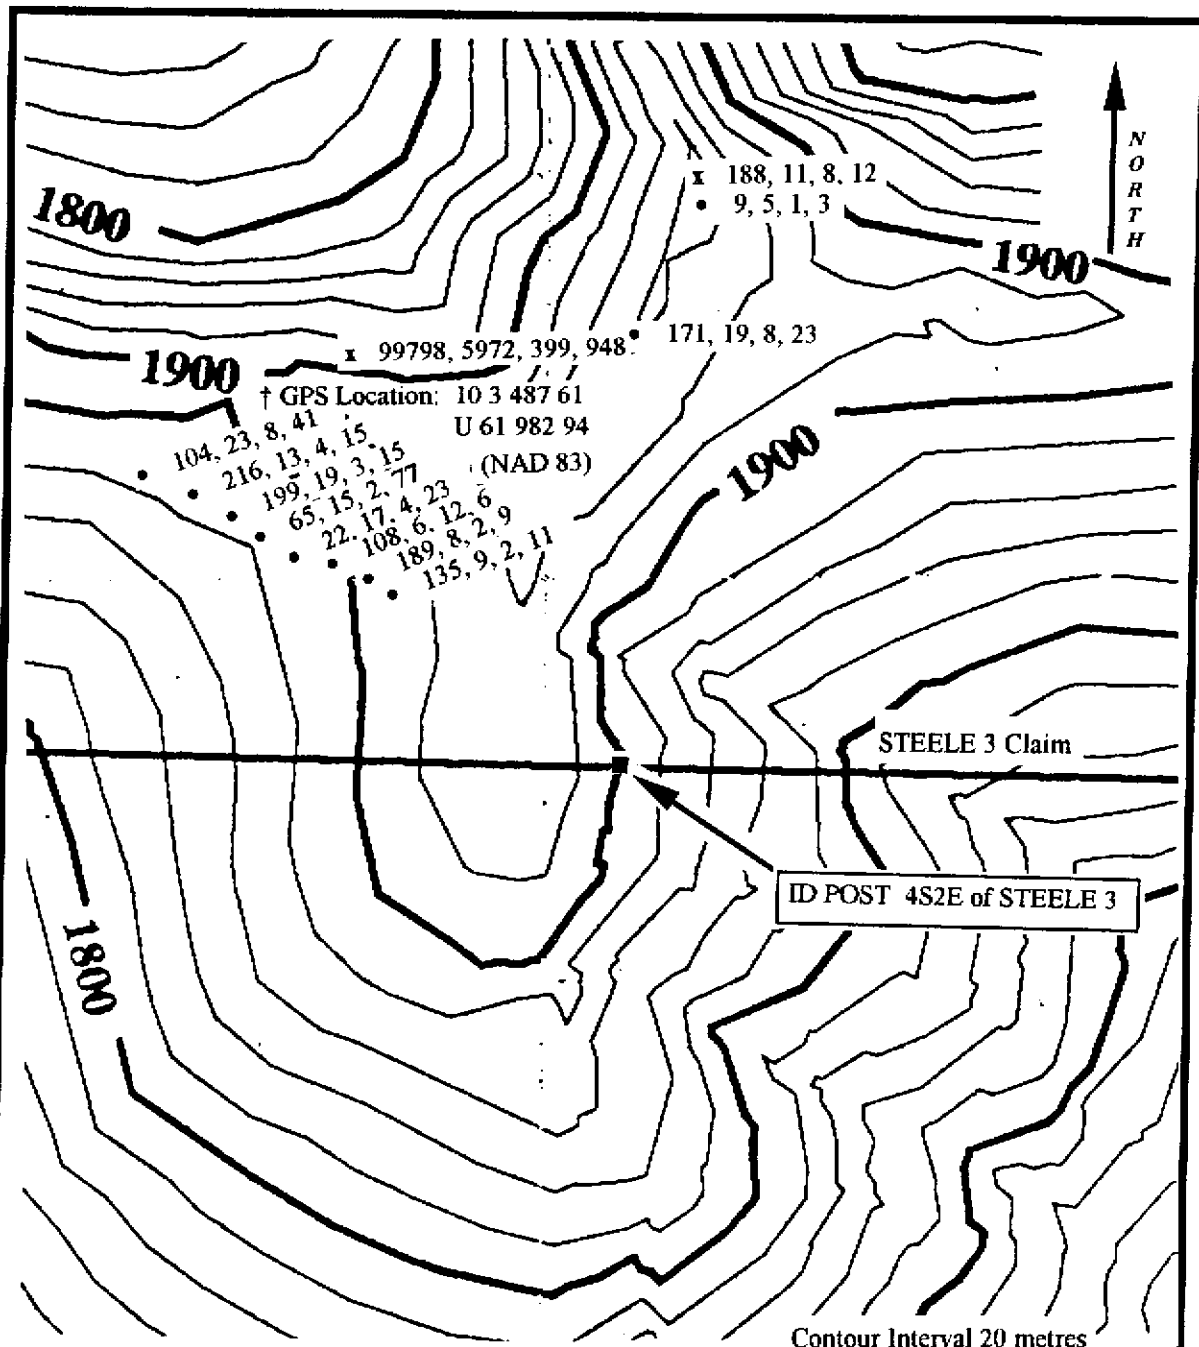 NORTH
x 188, 11, 8, 12
• 9, 5, 1, 3
1800
1900
• 171, 19, 8, 23
x 99798, 5972, 399, 948
1900
† GPS Location: 10 3 487 61
U 61 982 94
(NAD 83)
• 104, 23, 8, 41
• 216, 13, 4, 15
• 199, 19, 3, 15
• 65, 15, 2, 77
• 22, 17, 4, 23
• 108, 6, 12, 6
• 189, 8, 2, 9
• 135, 9, 2, 11
1900
STEELE 3 Claim
ID POST 4S2E of STEELE 3
1800
Contour Interval 20 metres